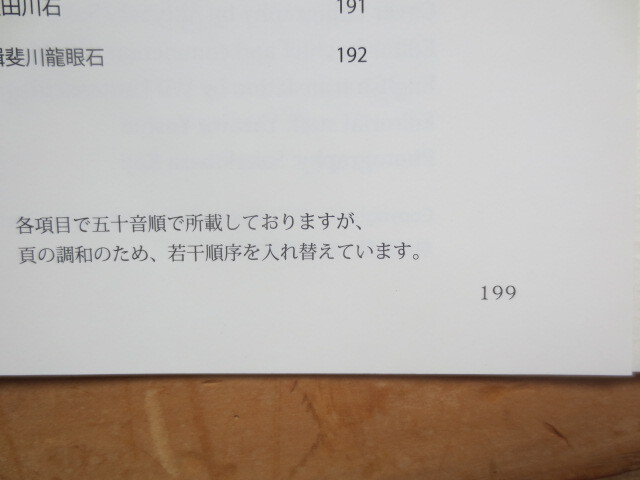 田川石 191
揖斐川龍眼石 192
各項目で五十音順で所載しておりますが、
頁の調和のため、若干順序を入れ替えています。
199